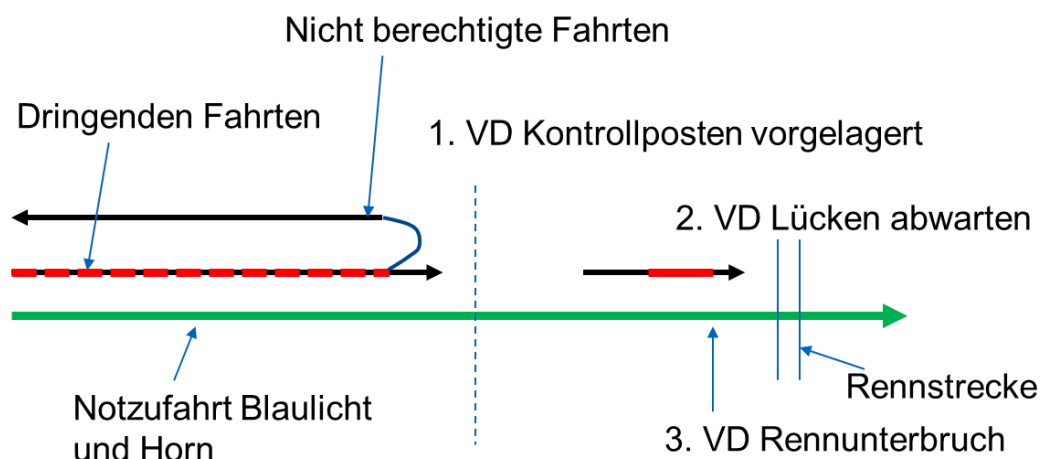 Nicht berechtigte Fahrten
Dringenden Fahrten
1. VD Kontrollposten vorgelagert
2. VD Lücken abwarten
Rennstrecke
Notzufahrt Blaulicht
und Horn
3. VD Rennunterbruch